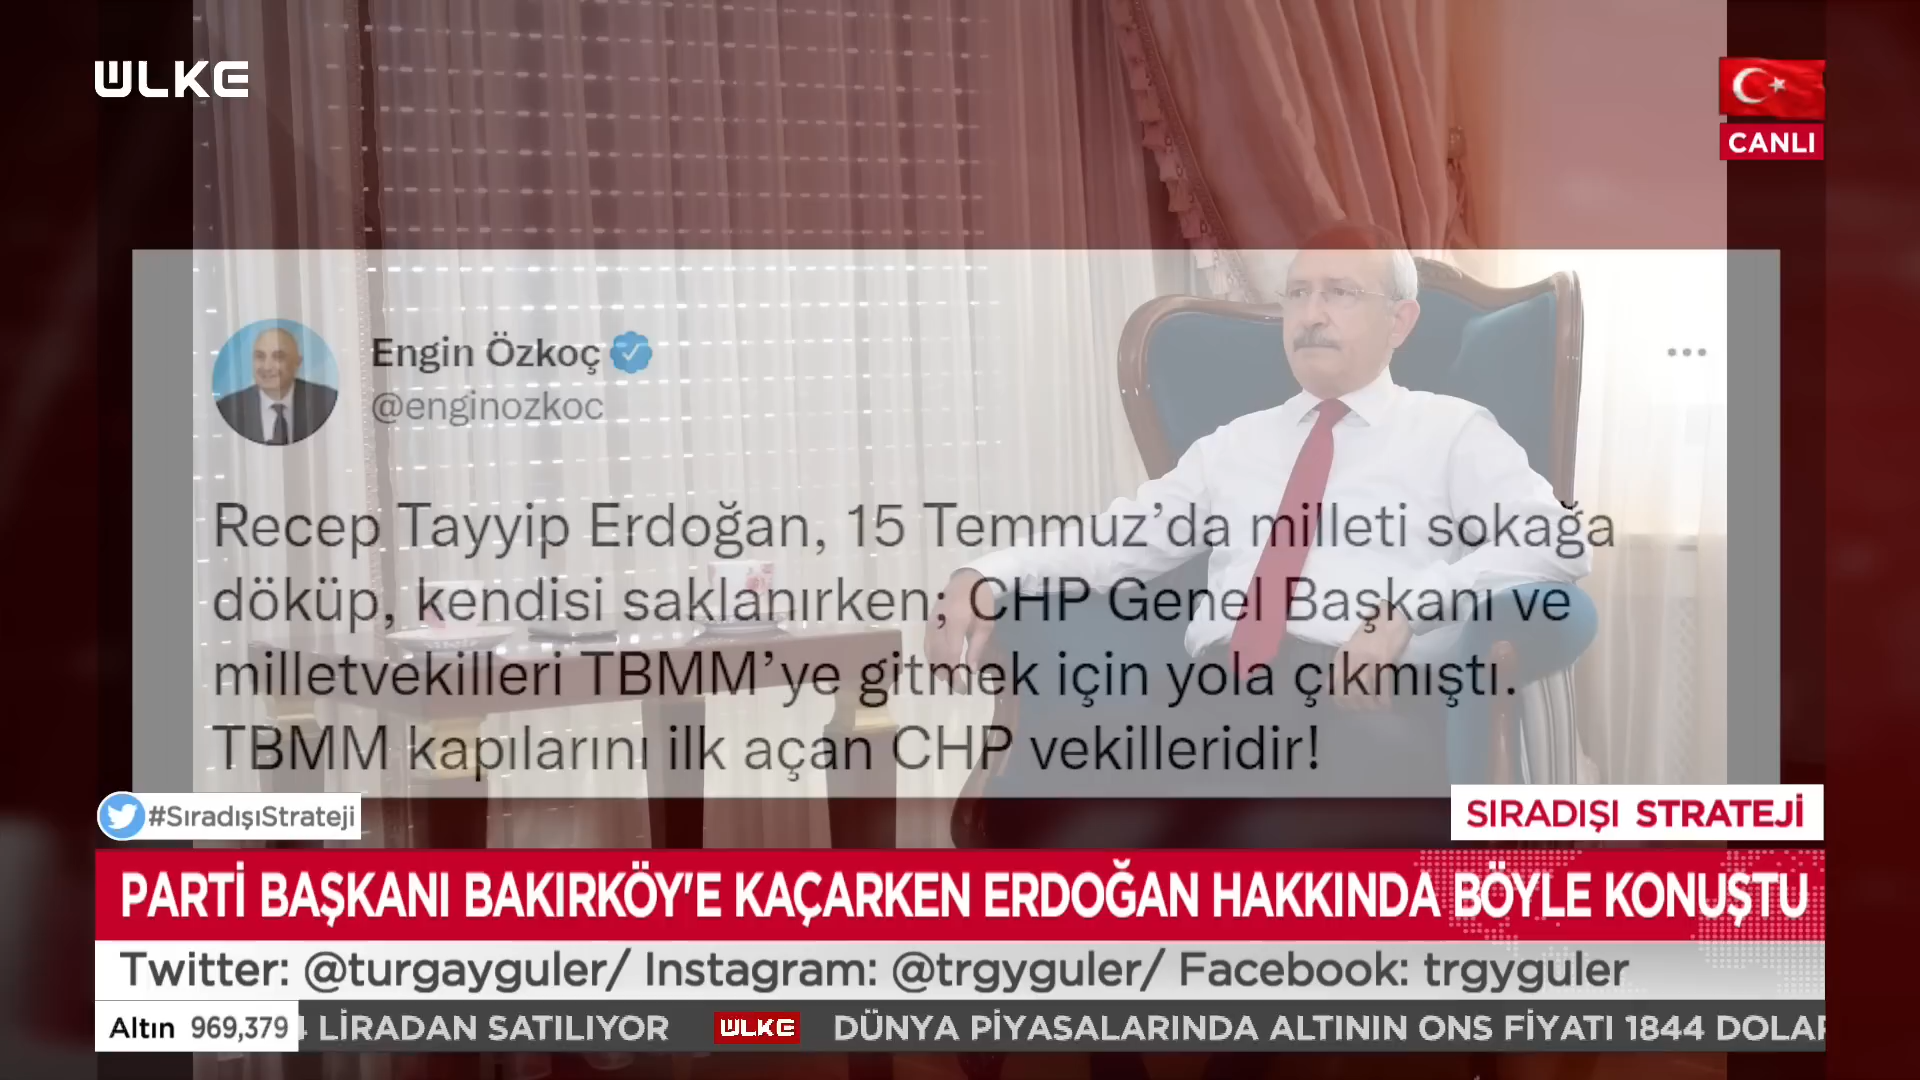 ÜLKE
CANLI
Engin Özkoç
@enginozkoc
Recep Tayyip Erdoğan, 15 Temmuz’da milleti sokağa
döküp, kendisi saklanırken; CHP Genel Başkanı ve
milletvekilleri TBMM’ye gitmek için yola çıkmıştı.
TBMM kapılarını ilk açan CHP vekilleridir!
#SıradışıStrateji
SIRADIŞI STRATEJİ
PARTİ BAŞKANI BAKIRKÖY'E KAÇARKEN ERDOĞAN HAKKINDA BÖYLE KONUŞTU
Twitter: @turgayguler/ Instagram: @trgyguler/ Facebook: trgyguler
Altın 969,379 LİRADAN SATILIYOR ÜLKE DÜNYA PİYASALARINDA ALTININ ONS FİYATI 1844